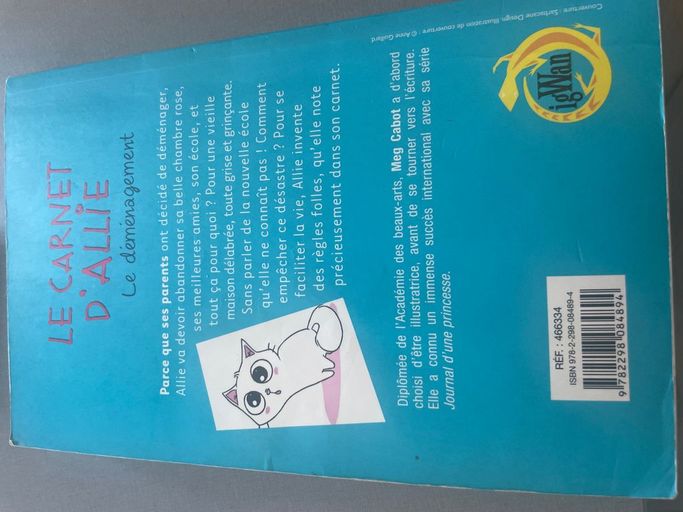 LE CARNET
D'ALLIE
Le déménagement
Parce que ses parents ont décidé de déménager,
Allie va devoir abandonner sa belle chambre rose,
ses meilleures amies, son école, et
tout ça pour quoi ? Pour une vieille
maison délabrée, toute grise et grinçante.
Sans parler de la nouvelle école
qu'elle ne connaît pas ! Comment
empêcher ce désastre ? Pour se
faciliter la vie, Allie invente
des règles folles, qu'elle note
précieusement dans son carnet.
Diplômée de l'Académie des beaux-arts, Meg Cabot a d'abord
choisi d'être illustratrice, avant de se tourner vers l'écriture.
Elle a connu un immense succès international avec sa série
Journal d'une princesse.
Couverture : Sarbacane Design. Illustration de couverture : © Anne Guillard.
zigWan
RÉF. : 466334
ISBN 978-2-298-08489-4
9 782298 084894